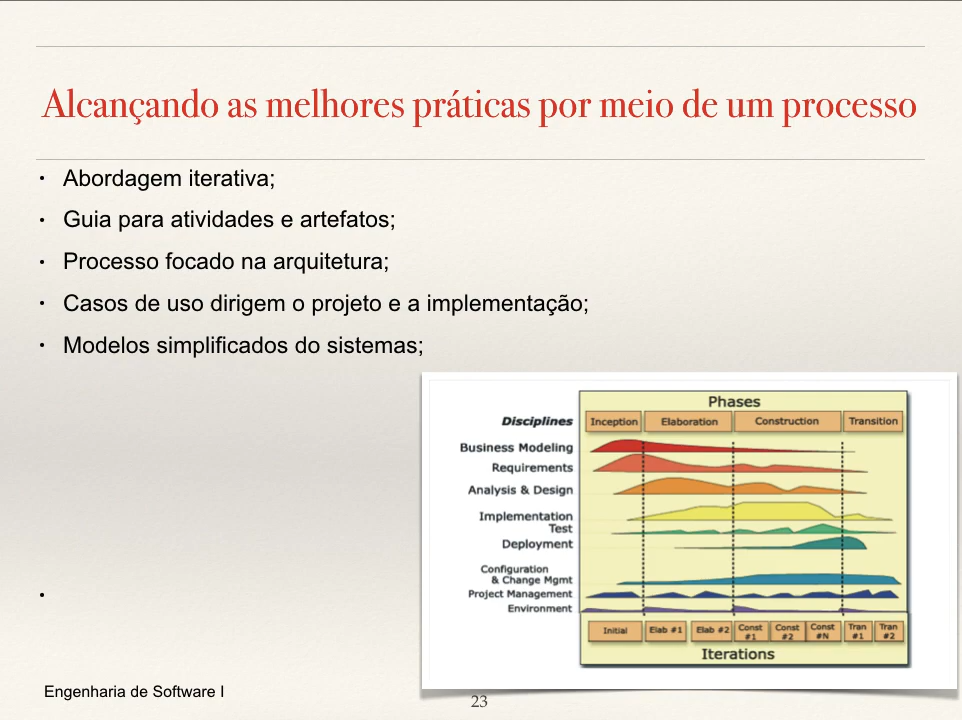 Alcançando as melhores práticas por meio de um processo
• Abordagem iterativa;
• Guia para atividades e artefatos;
• Processo focado na arquitetura;
• Casos de uso dirigem o projeto e a implementação;
• Modelos simplificados do sistemas;
Phases
Disciplines
Inception Elaboration Construction Transition
Business Modeling
Requirements
Analysis & Design
Implementation
Test
Deployment
Configuration
& Change Mgmt
Project Management
Environment
Initial Elab #1 Elab #2 Const #1 Const #2 Const #N Tran #1 Tran #2
Iterations
•
Engenharia de Software I
23